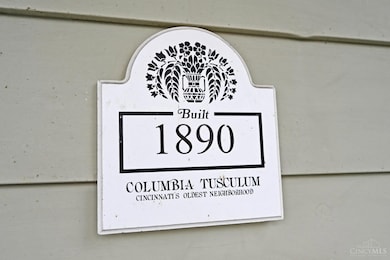 Built
1890
COLUMBIA TUSCULUM
CINCINNATI'S OLDEST NEIGHBORHOOD